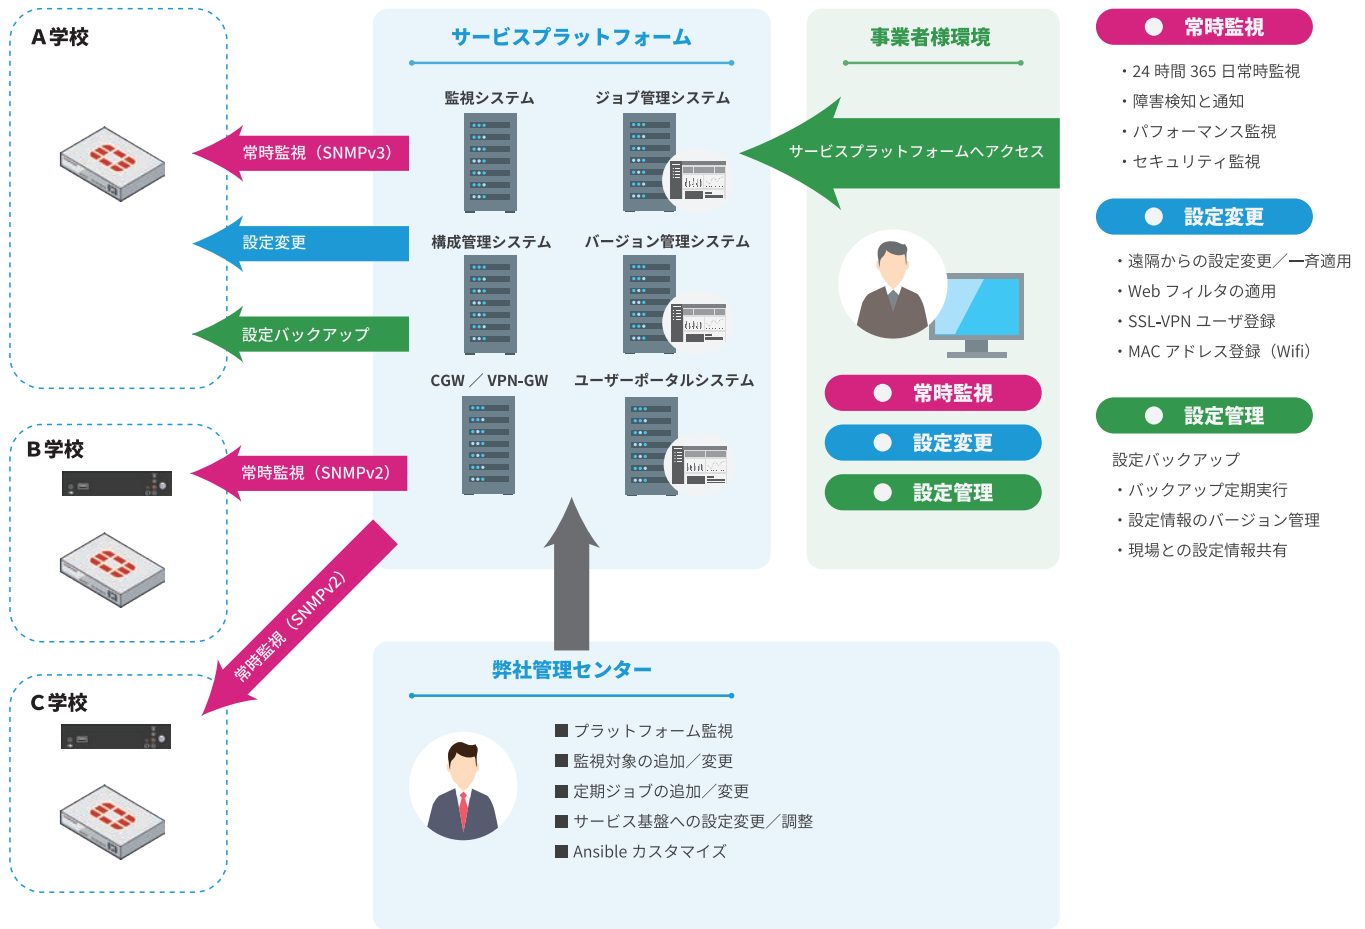 A学校
常時監視（SNMPv3）
設定変更
設定バックアップ
B学校
常時監視（SNMPv2）
C学校
常時監視（SNMPv2）
サービスプラットフォーム
監視システム
ジョブ管理システム
構成管理システム
バージョン管理システム
CGW ／ VPN-GW
ユーザーポータルシステム
事業者様環境
サービスプラットフォームへアクセス
常時監視
設定変更
設定管理
弊社管理センター
■ プラットフォーム監視
■ 監視対象の追加／変更
■ 定期ジョブの追加／変更
■ サービス基盤への設定変更／調整
■ Ansible カスタマイズ
常時監視
・24 時間 365 日常時監視
・障害検知と通知
・パフォーマンス監視
・セキュリティ監視
設定変更
・遠隔からの設定変更／一斉適用
・Web フィルタの適用
・SSL-VPN ユーザ登録
・MAC アドレス登録（Wifi）
設定管理
設定バックアップ
・バックアップ定期実行
・設定情報のバージョン管理
・現場との設定情報共有